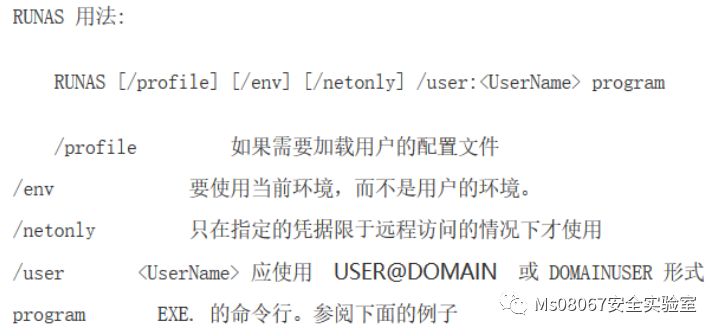 RUNAS 用法:
RUNAS [/profile] [/env] [/netonly] /user:<UserName> program
/profile 如果需要加载用户的配置文件
/env 要使用当前环境，而不是用户的环境。
/netonly 只在指定的凭据限于远程访问的情况下才使用
/user <UserName> 应使用 USER@DOMAIN 或 DOMAINUSER 形式
program EXE. 的命令行。参阅下面的例子
Ms08067安全实验室